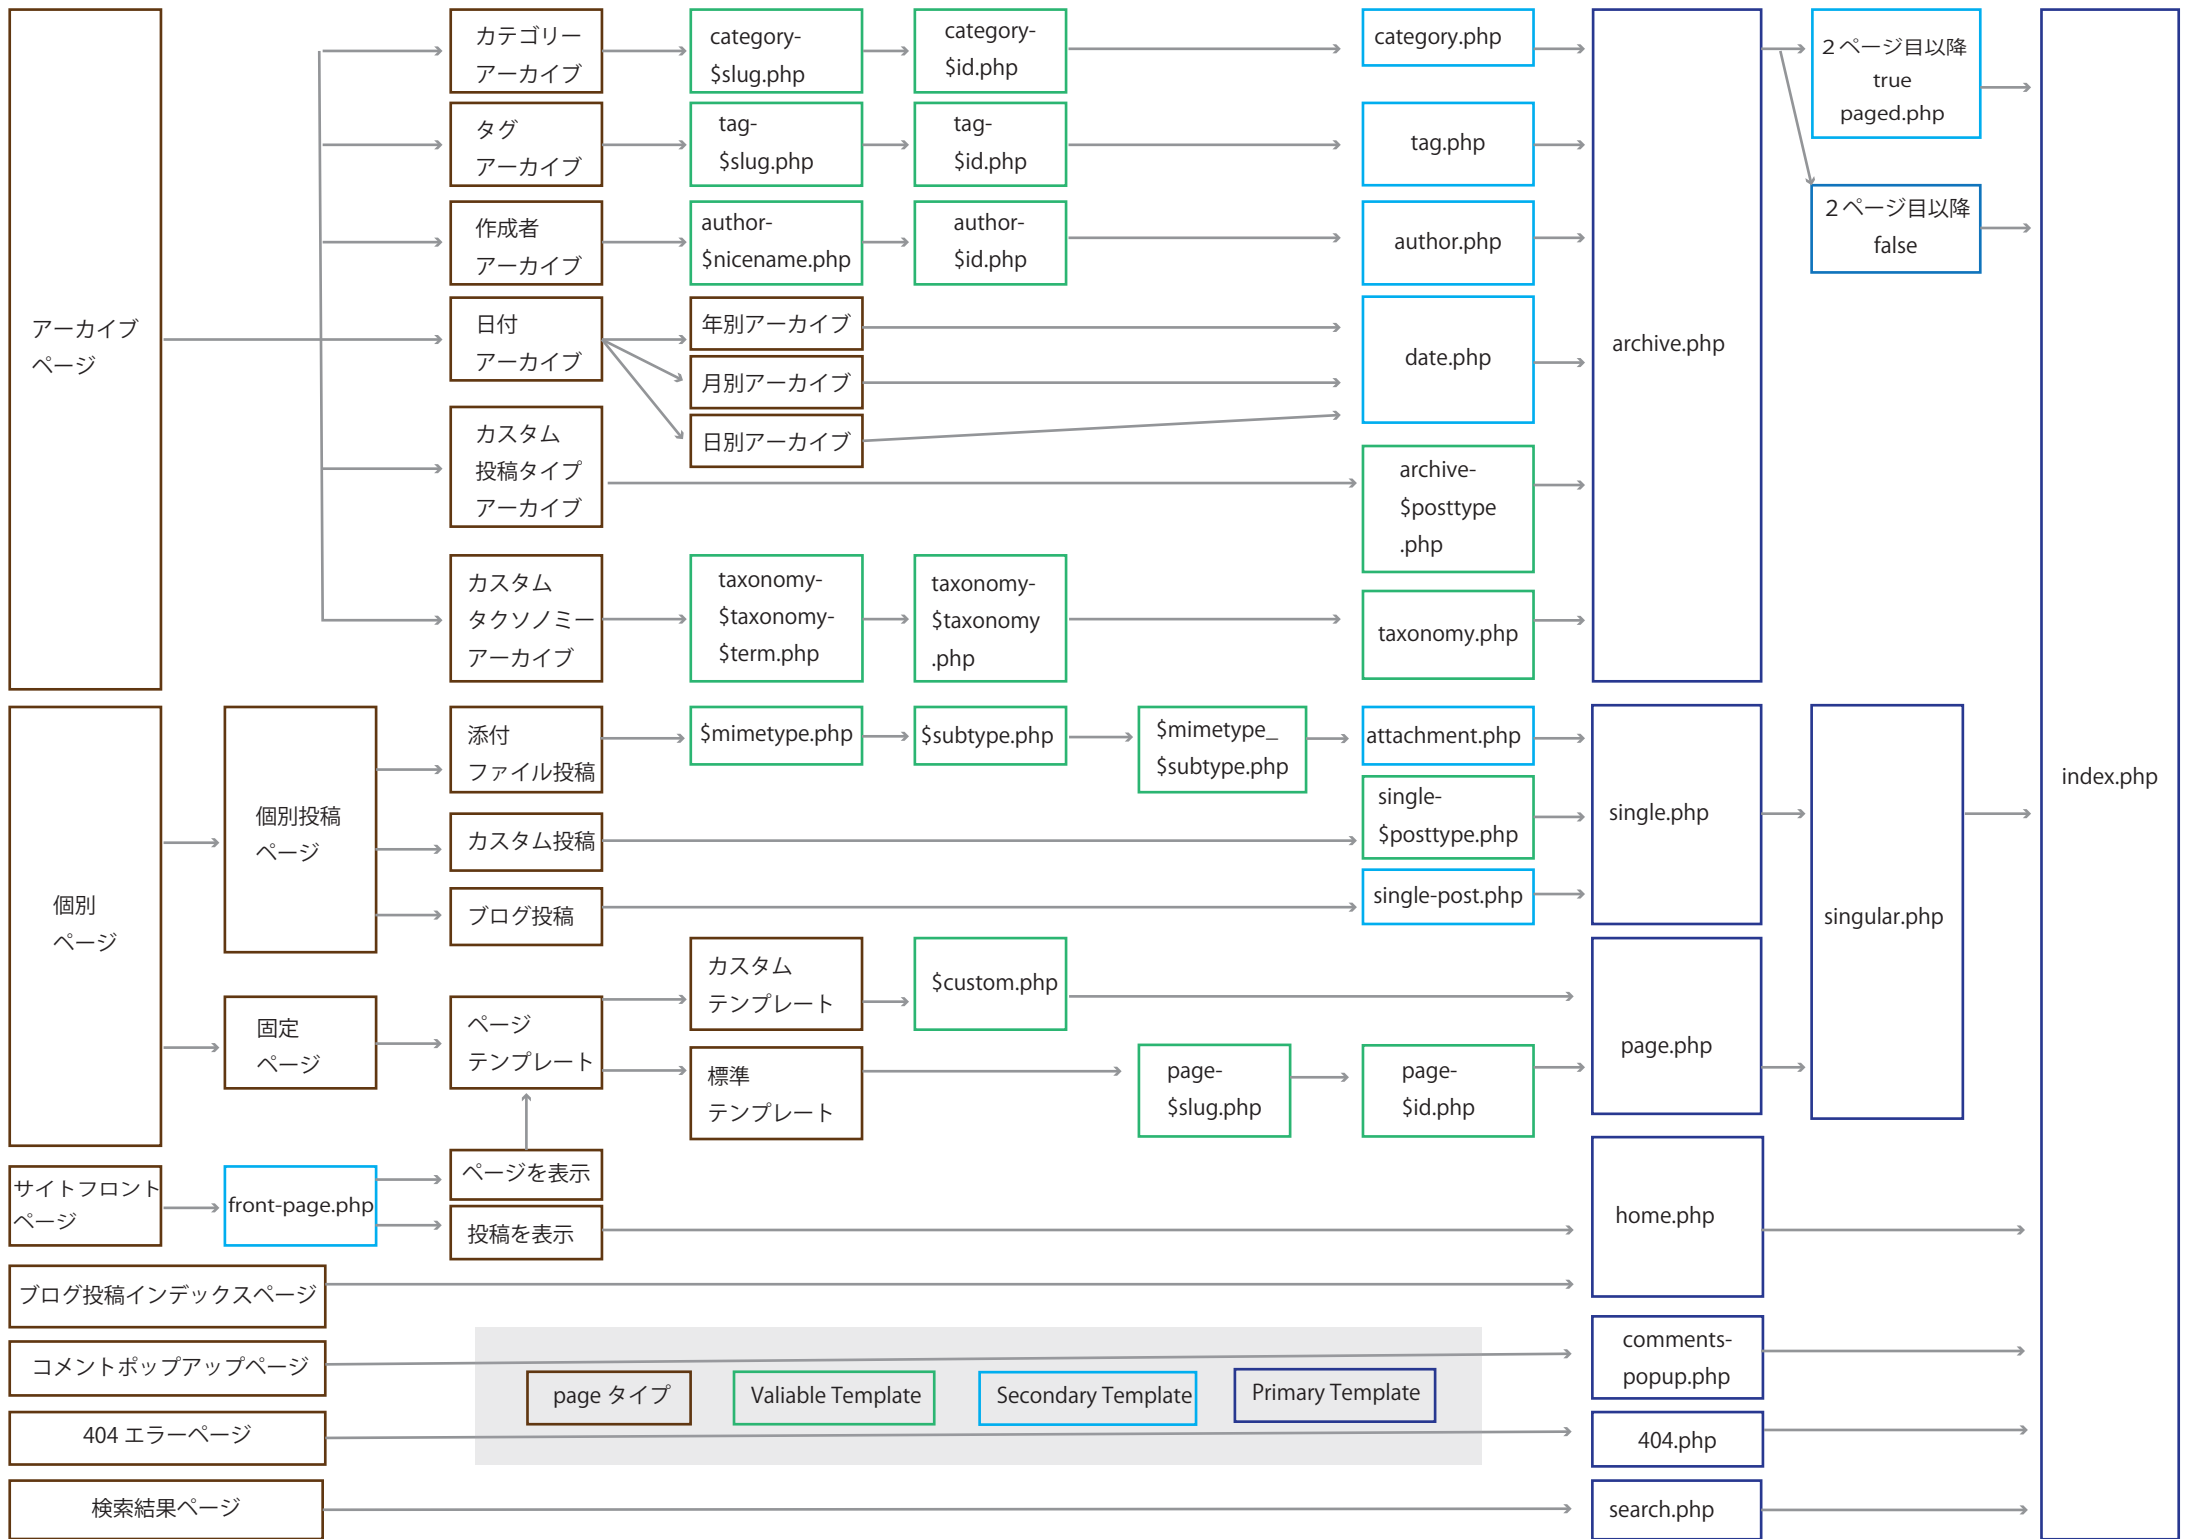 アーカイブ
ページ
カテゴリー
アーカイブ
category-
$slug.php
category-
$id.php
category.php
タグ
アーカイブ
tag-
$slug.php
tag-
$id.php
tag.php
作成者
アーカイブ
author-
$nicename.php
author-
$id.php
author.php
日付
アーカイブ
年別アーカイブ
月別アーカイブ
日別アーカイブ
date.php
カスタム
投稿タイプ
アーカイブ
archive-
$posttype
.php
カスタム
タクソノミー
アーカイブ
taxonomy-
$taxonomy-
$term.php
taxonomy-
$taxonomy
.php
taxonomy.php
archive.php
２ページ目以降
true
paged.php
２ページ目以降
false
個別
ページ
個別投稿
ページ
添付
ファイル投稿
$mimetype.php
$subtype.php
$mimetype_
$subtype.php
attachment.php
カスタム投稿
single-
$posttype.php
ブログ投稿
single-post.php
single.php
固定
ページ
ページ
テンプレート
カスタム
テンプレート
$custom.php
標準
テンプレート
page-
$slug.php
page-
$id.php
page.php
singular.php
index.php
サイトフロント
ページ
front-page.php
ページを表示
投稿を表示
home.php
ブログ投稿インデックスページ
コメントポップアップページ
comments-
popup.php
page タイプ
Valiable Template
Secondary Template
Primary Template
404 エラーページ
404.php
検索結果ページ
search.php